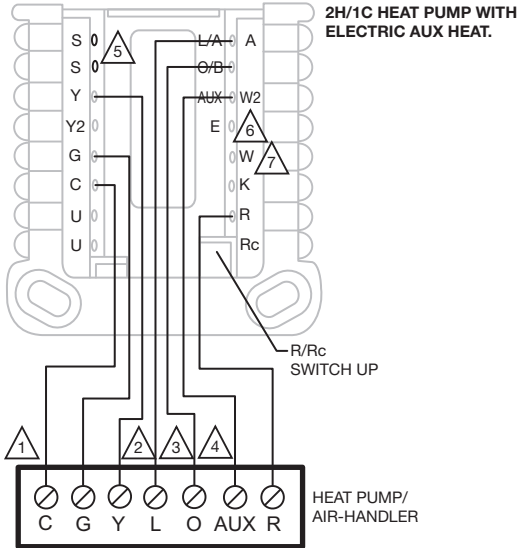 2H/1C HEAT PUMP WITH
ELECTRIC AUX HEAT.
S 5 L/A A
S O/B
Y AUX W2
Y2 E 6
G W 7
C K
U R
U Rc
R/Rc
SWITCH UP
1 2 3 4
C G Y L O AUX R
HEAT PUMP/
AIR-HANDLER